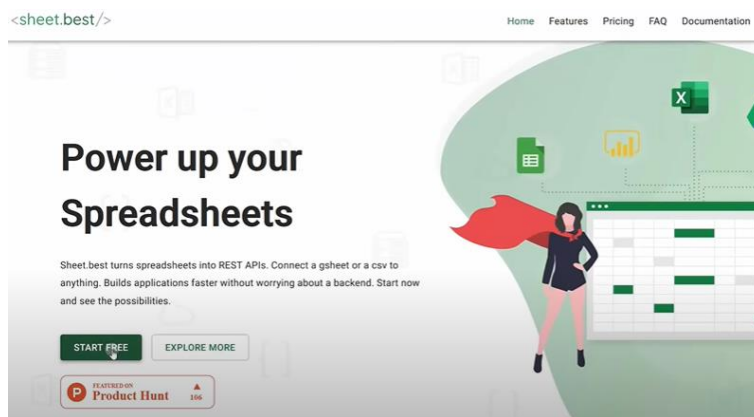 <sheet.best/>
Home Features Pricing FAQ Documentation
X
Power up your
Spreadsheets
Sheet.best turns spreadsheets into REST APIs. Connect a gsheet or a csv to
anything. Builds applications faster without worrying about a backend. Start now
and see the possibilities.
START FREE EXPLORE MORE
P FEATURED ON
Product Hunt 106